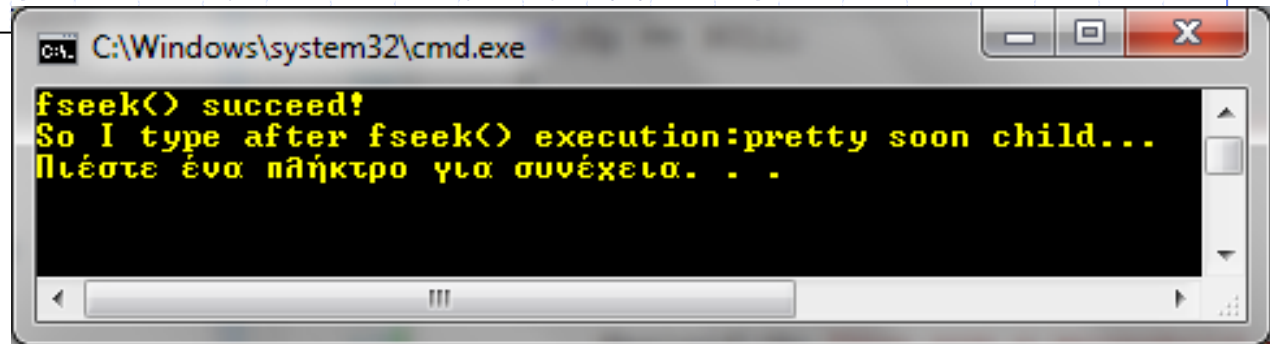 C:\Windows\system32\cmd.exe
fseek() succeed!
So I type after fseek() execution:pretty soon child...
Πιέστε ένα πλήκτρο για συνέχεια. . .